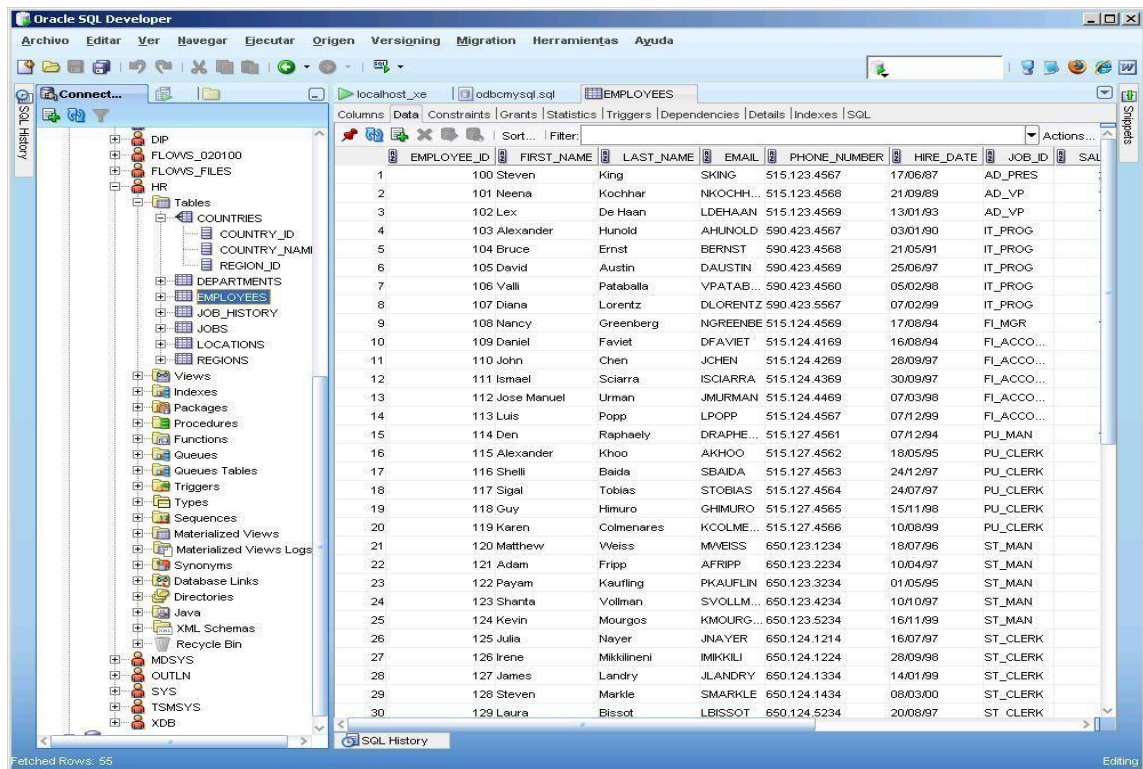 Oracle SQL Developer
Archivo Editar Ver Navegar Ejecutar Origen Versioning Migration Herramientas Ayuda
Connect...
localhost_xe odbcmysql.sql EMPLOYEES
SQL History
Snippets
Columns Data Constraints Grants Statistics Triggers Dependencies Details Indexes SQL
Sort... Filter: Actions...
DIP
FLOWS_020100
FLOWS_FILES
HR
Tables
COUNTRIES
COUNTRY_ID
COUNTRY_NAMI
REGION_ID
DEPARTMENTS
EMPLOYEES
JOB_HISTORY
JOBS
LOCATIONS
REGIONS
Views
Indexes
Packages
Procedures
Functions
Queues
Queues Tables
Triggers
Types
Sequences
Materialized Views
Materialized Views Logs
Synonyms
Database Links
Directories
Java
XML Schemas
Recycle Bin
MDSYS
OUTLN
SYS
TSMSYS
XDB
EMPLOYEE_ID FIRST_NAME LAST_NAME EMAIL PHONE_NUMBER HIRE_DATE JOB_ID SAL
1 100 Steven King SKING 515.123.4567 17/06/87 AD_PRES
2 101 Neena Kochhar NKOCHH... 515.123.4568 21/09/89 AD_VP
3 102 Lex De Haan LDEHAAN 515.123.4569 13/01/93 AD_VP
4 103 Alexander Hunold AHUNOLD 590.423.4567 03/01/90 IT_PROG
5 104 Bruce Ernst BERNST 590.423.4568 21/05/91 IT_PROG
6 105 David Austin DAUSTIN 590.423.4569 25/06/97 IT_PROG
7 106 Valli Pataballa VPATAB... 590.423.4560 05/02/98 IT_PROG
8 107 Diana Lorentz DLORENTZ 590.423.5567 07/02/99 IT_PROG
9 108 Nancy Greenberg NGREENBE 515.124.4569 17/08/94 FI_MGR
10 109 Daniel Faviet DFAVIET 515.124.4169 16/08/94 FI_ACCO...
11 110 John Chen JCHEN 515.124.4269 28/09/97 FI_ACCO...
12 111 Ismael Sciarra ISCIARRA 515.124.4369 30/09/97 FI_ACCO...
13 112 Jose Manuel Urman JMURMAN 515.124.4469 07/03/98 FI_ACCO...
14 113 Luis Popp LPOPP 515.124.4567 07/12/99 FI_ACCO...
15 114 Den Raphaely DRAPHE... 515.127.4561 07/12/94 PU_MAN
16 115 Alexander Khoo AKHOO 515.127.4562 18/05/95 PU_CLERK
17 116 Shelli Baida SBAIDA 515.127.4563 24/12/97 PU_CLERK
18 117 Sigal Tobias STOBIAS 515.127.4564 24/07/97 PU_CLERK
19 118 Guy Himuro GHIMURO 515.127.4565 15/11/98 PU_CLERK
20 119 Karen Colmenares KCOLME... 515.127.4566 10/08/99 PU_CLERK
21 120 Matthew Weiss MWEISS 650.123.1234 18/07/96 ST_MAN
22 121 Adam Fripp AFRIPP 650.123.2234 10/04/97 ST_MAN
23 122 Payam Kaufling PKAUFLIN 650.123.3234 01/05/95 ST_MAN
24 123 Shanta Vollman SVOLLM... 650.123.4234 10/10/97 ST_MAN
25 124 Kevin Mourgos KMOURG... 650.123.5234 16/11/99 ST_MAN
26 125 Julia Nayer JNAYER 650.124.1214 16/07/97 ST_CLERK
27 126 Irene Mikkilineni IMIKKILI 650.124.1224 28/09/98 ST_CLERK
28 127 James Landry JLANDRY 650.124.1334 14/01/99 ST_CLERK
29 128 Steven Markle SMARKLE 650.124.1434 08/03/00 ST_CLERK
30 129 Laura Bissot LBISSOT 650.124.5234 20/08/97 ST_CLERK
SQL History
Fetched Rows: 55 Editing